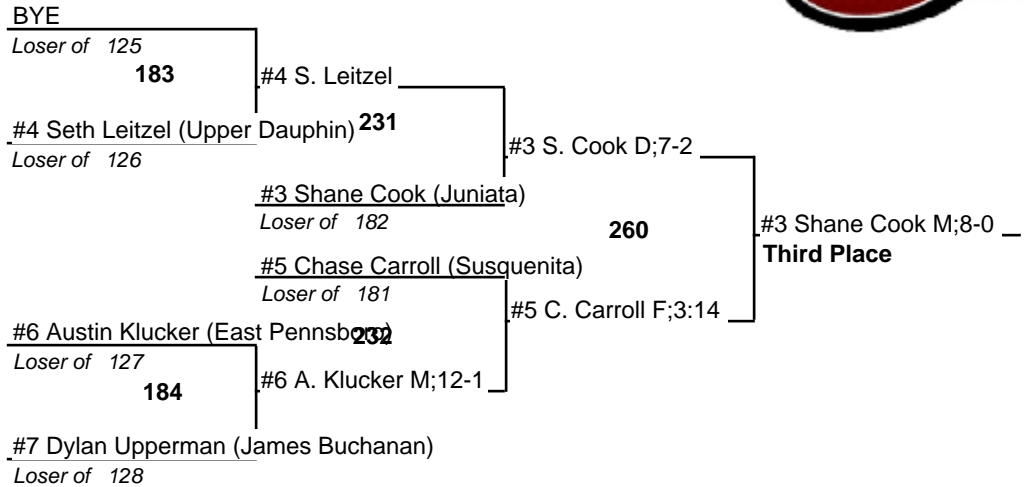 BYE
Loser of 125
183
#4 S. Leitzel
#4 Seth Leitzel (Upper Dauphin)
231
Loser of 126
#3 S. Cook D;7-2
#3 Shane Cook (Juniata)
Loser of 182
260
#3 Shane Cook M;8-0
Third Place
#5 Chase Carroll (Susquenita)
Loser of 181
#5 C. Carroll F;3:14
#6 Austin Klucker (East Pennsboro)
232
Loser of 127
184
#6 A. Klucker M;12-1
#7 Dylan Upperman (James Buchanan)
Loser of 128